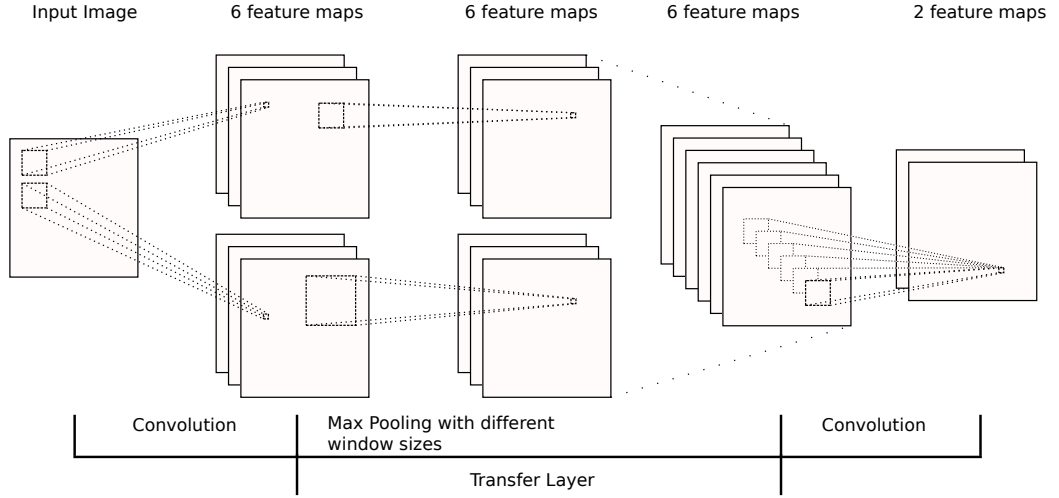 Input Image
6 feature maps
6 feature maps
6 feature maps
2 feature maps
Convolution
Max Pooling with different
window sizes
Convolution
Transfer Layer